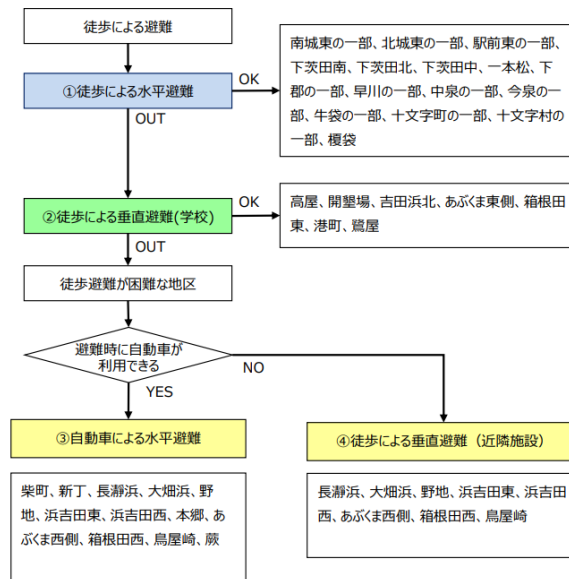 徒歩による避難
①徒歩による水平避難
OK
南城東の一部、北城東の一部、駅前東の一部、
下茨田南、下茨田北、下茨田中、一本松、下
郡の一部、早川の一部、中泉の一部、今泉の一
部、牛袋の一部、十文字町の一部、十文字村の
一部、榎袋
OUT
②徒歩による垂直避難(学校)
OK
高屋、開墾場、吉田浜北、あぶくま東側、箱根田
東、港町、鷺屋
OUT
徒歩避難が困難な地区
避難時に自動車が
利用できる
NO
YES
③自動車による水平避難
④徒歩による垂直避難（近隣施設）
柴町、新丁、長瀞浜、大畑浜、野
地、浜吉田東、浜吉田西、本郷、あ
ぶくま西側、箱根田西、鳥屋崎、蕨
長瀞浜、大畑浜、野地、浜吉田東、浜吉田
西、あぶくま西側、箱根田西、鳥屋崎